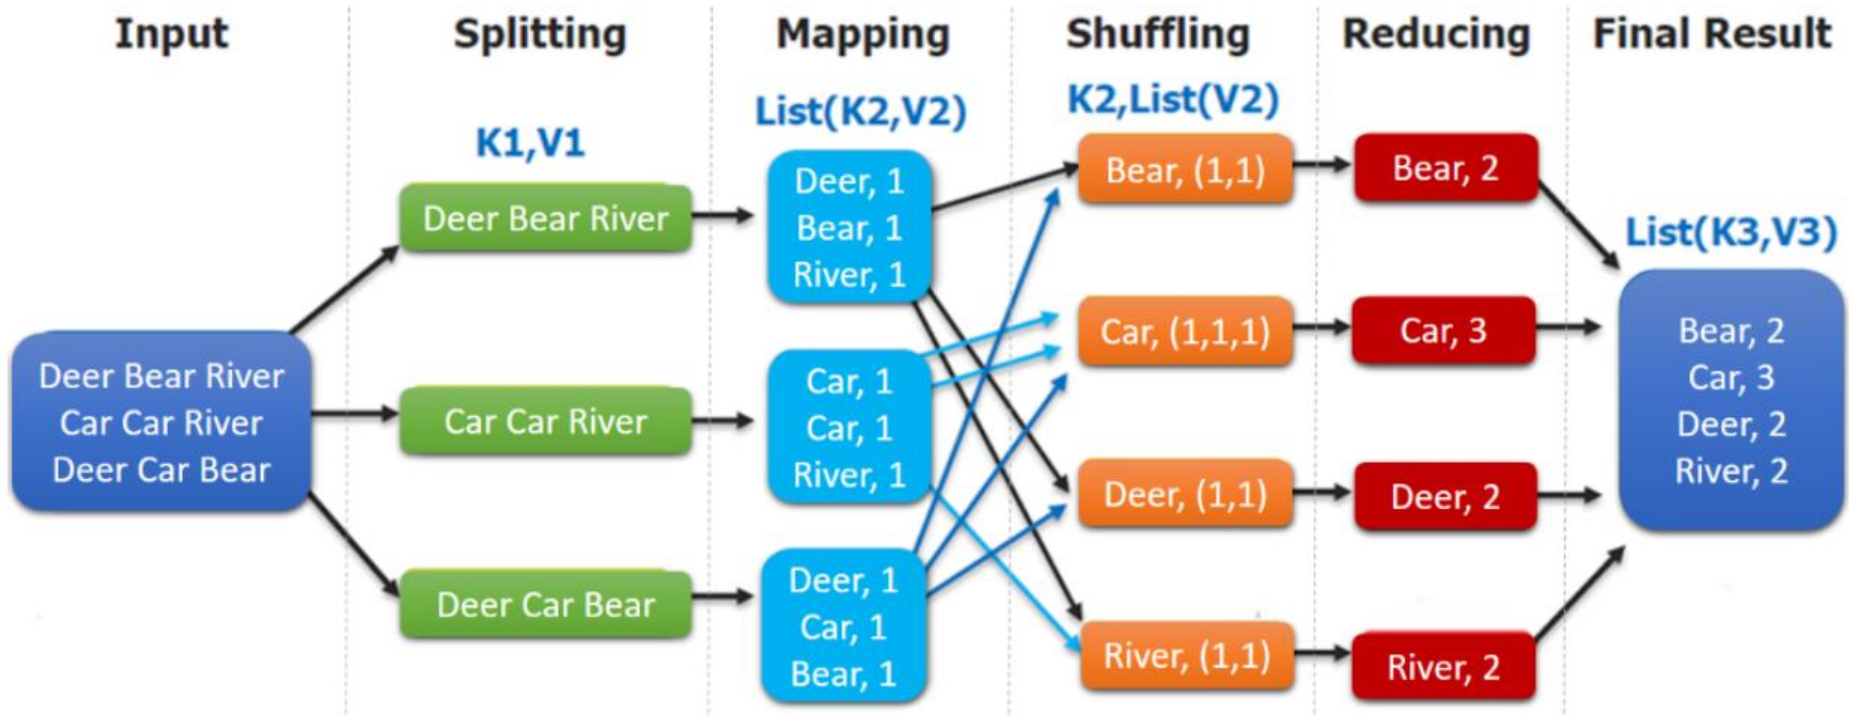 Input
Splitting
Mapping
Shuffling
Reducing
Final Result
K1,V1
List(K2,V2)
K2,List(V2)
List(K3,V3)
Deer Bear River
Car Car River
Deer Car Bear
Deer Bear River
Car Car River
Deer Car Bear
Deer, 1
Bear, 1
River, 1
Car, 1
Car, 1
River, 1
Deer, 1
Car, 1
Bear, 1
Bear, (1,1)
Car, (1,1,1)
Deer, (1,1)
River, (1,1)
Bear, 2
Car, 3
Deer, 2
River, 2
Bear, 2
Car, 3
Deer, 2
River, 2